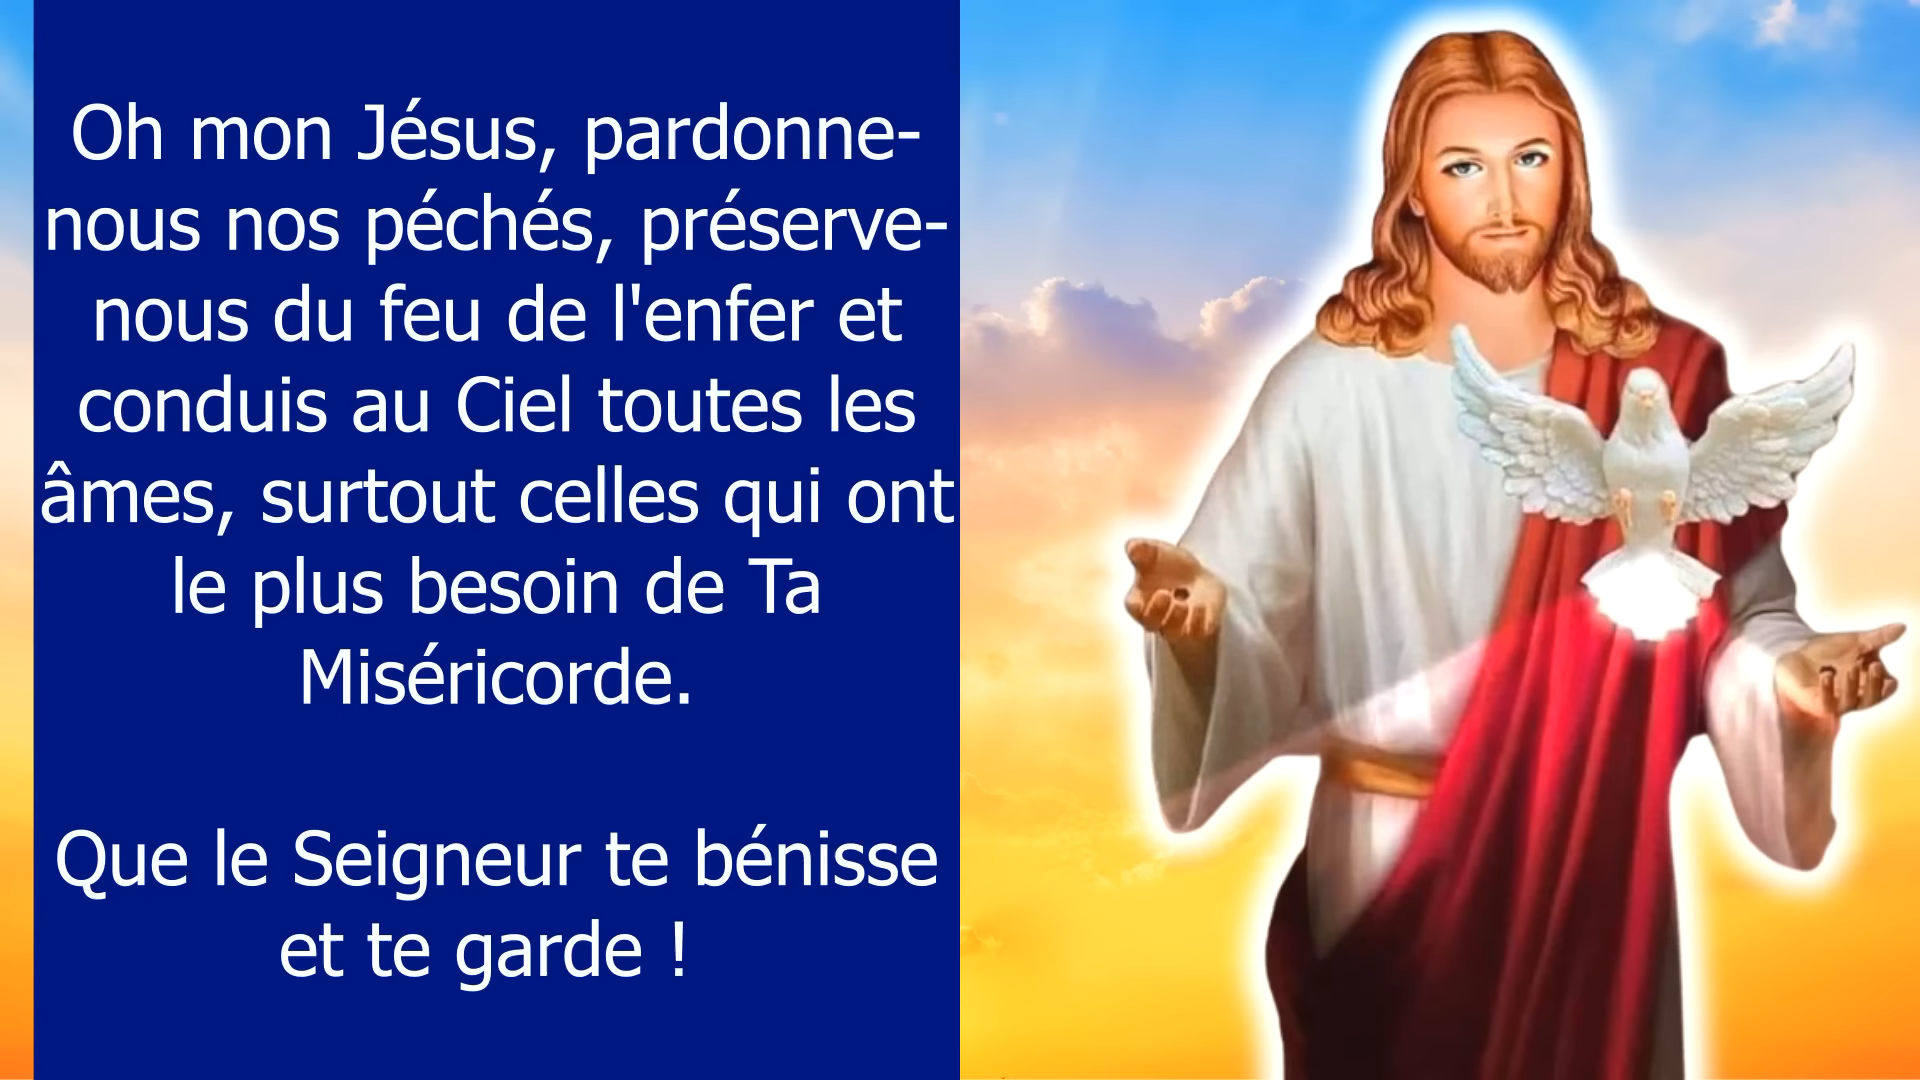 Oh mon Jésus, pardonne-
nous nos péchés, préserve-
nous du feu de l'enfer et
conduis au Ciel toutes les
âmes, surtout celles qui ont
le plus besoin de Ta
Miséricorde.
Que le Seigneur te bénisse
et te garde !